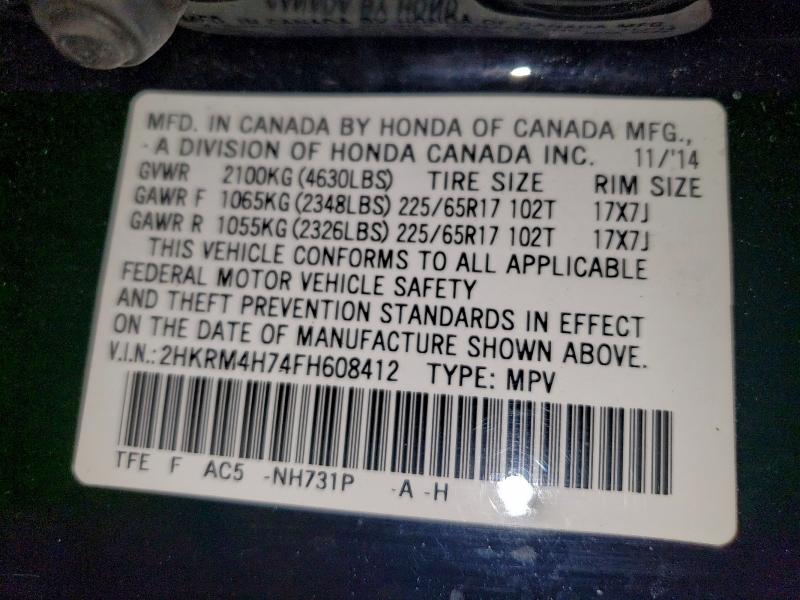 MFD. IN CANADA BY HONDA OF CANADA MFG.,
A DIVISION OF HONDA CANADA INC. 11/'14
GVWR 2100KG (4630LBS) TIRE SIZE RIM SIZE
GAWR F 1065KG (2348LBS) 225/65R17 102T 17X7J
GAWR R 1055KG (2326LBS) 225/65R17 102T 17X7J
THIS VEHICLE CONFORMS TO ALL APPLICABLE
FEDERAL MOTOR VEHICLE SAFETY
AND THEFT PREVENTION STANDARDS IN EFFECT
ON THE DATE OF MANUFACTURE SHOWN ABOVE.
V.I.N.: 2HKRM4H74FH608412 TYPE: MPV
TFE F AC5 -NH731P -A -H